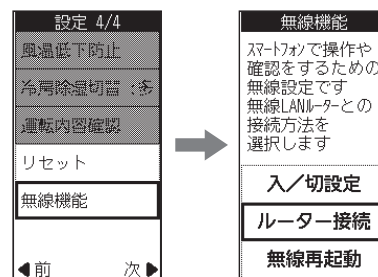 設定 4/4
風温低下防止
冷房除湿切替 :多
運転内容確認
リセット
無線機能
◀前 次▶
無線機能
スマートフォンで操作や
確認をするための
無線設定です
無線LANルーターとの
接続方法を
選択します
入／切設定
ルーター接続
無線再起動